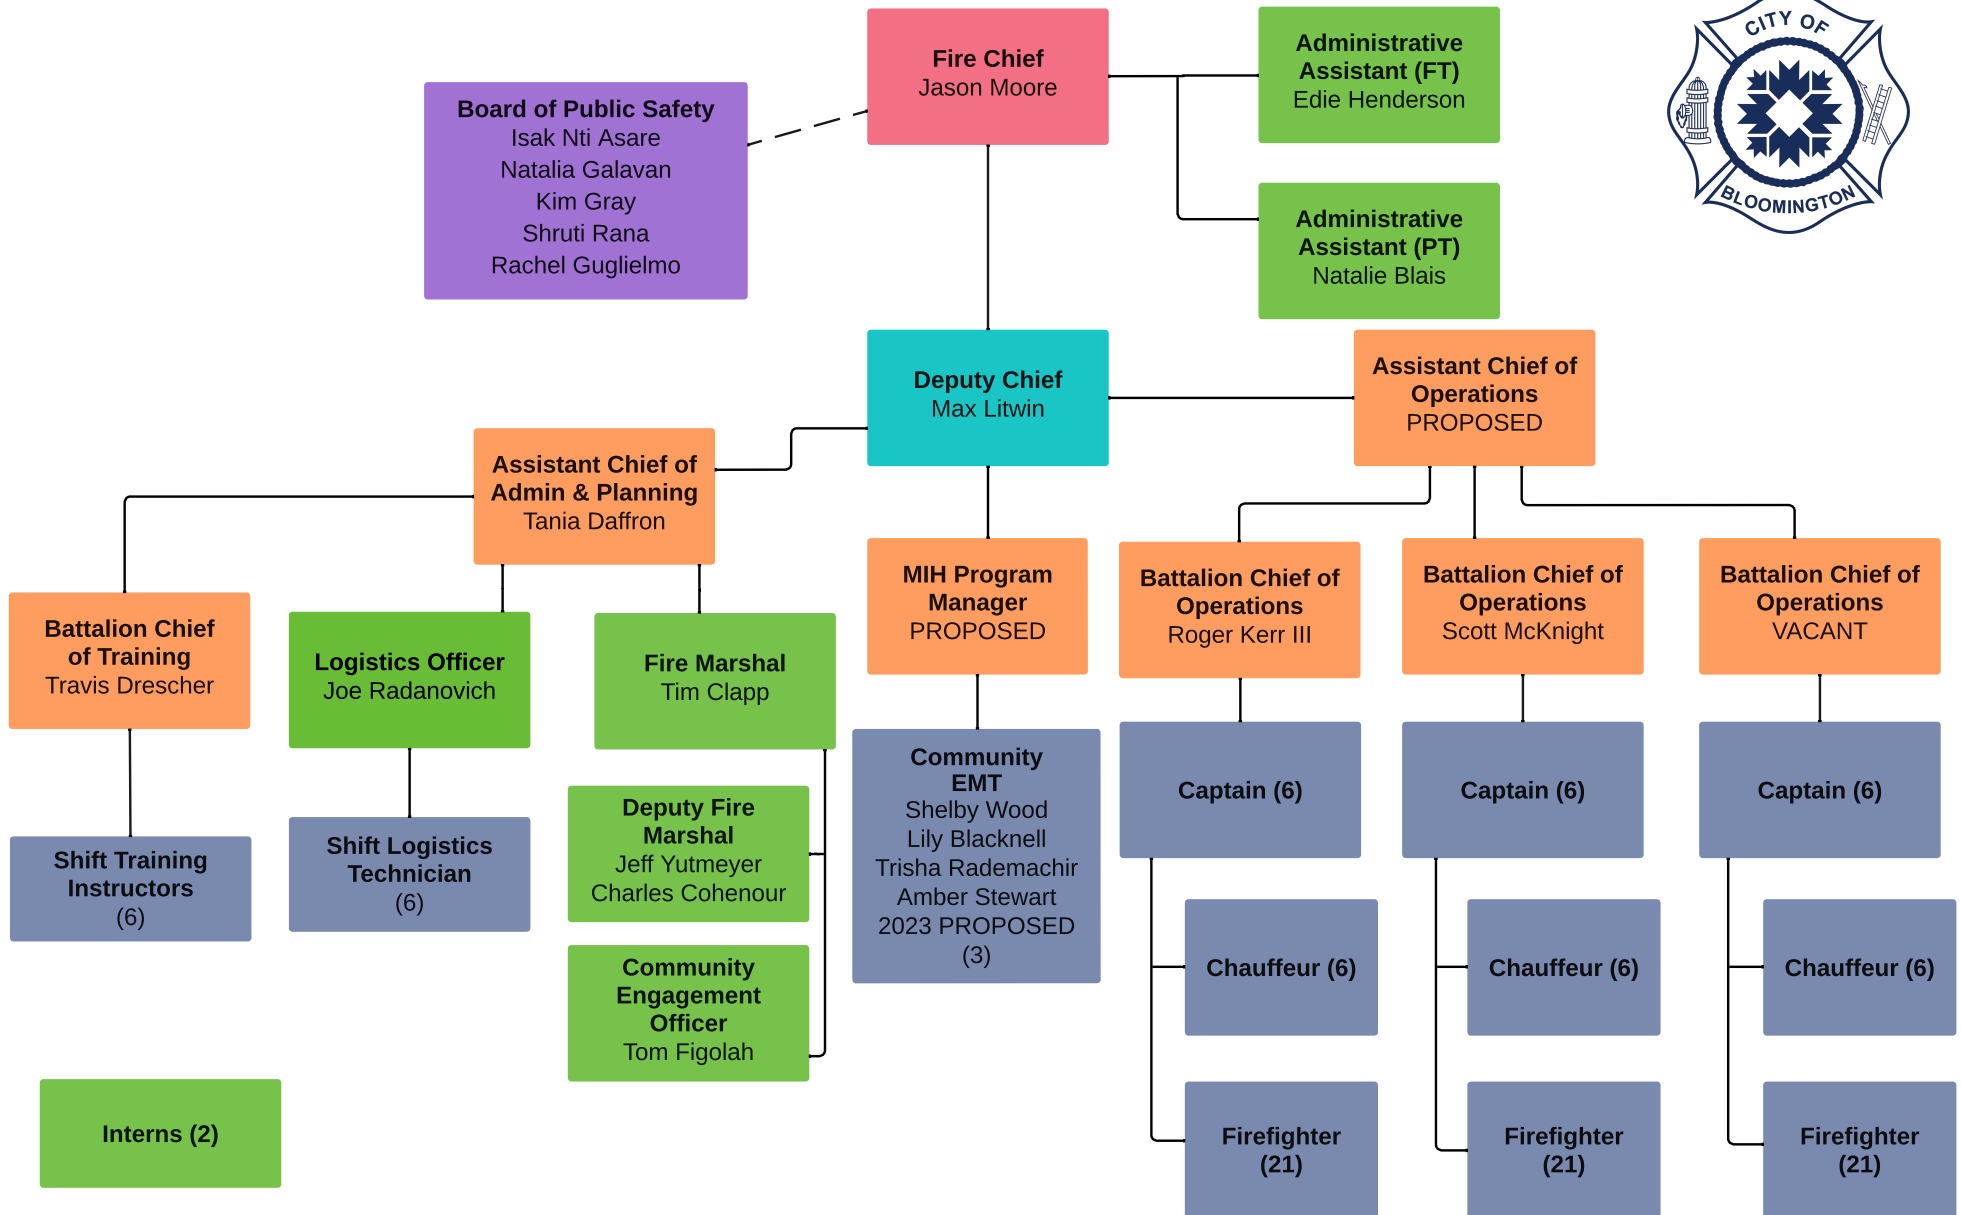 CITY OF
BLOOMINGTON
Fire Chief
Jason Moore
Administrative
Assistant (FT)
Edie Henderson
Board of Public Safety
Isak Nti Asare
Natalia Galavan
Kim Gray
Shruti Rana
Rachel Guglielmo
Administrative
Assistant (PT)
Natalie Blais
Deputy Chief
Max Litwin
Assistant Chief of
Operations
PROPOSED
Assistant Chief of
Admin & Planning
Tania Daffron
Battalion Chief
of Training
Travis Drescher
Logistics Officer
Joe Radanovich
Fire Marshal
Tim Clapp
MIH Program
Manager
PROPOSED
Battalion Chief of
Operations
Roger Kerr III
Battalion Chief of
Operations
Scott McKnight
Battalion Chief of
Operations
VACANT
Shift Training
Instructors
(6)
Shift Logistics
Technician
(6)
Deputy Fire
Marshal
Jeff Yutmeyer
Charles Cohenour
Community
Engagement
Officer
Tom Figolah
Community
EMT
Shelby Wood
Lily Blacknell
Trisha Rademachir
Amber Stewart
2023 PROPOSED
(3)
Captain (6)
Captain (6)
Captain (6)
Chauffeur (6)
Chauffeur (6)
Chauffeur (6)
Firefighter
(21)
Firefighter
(21)
Firefighter
(21)
Interns (2)